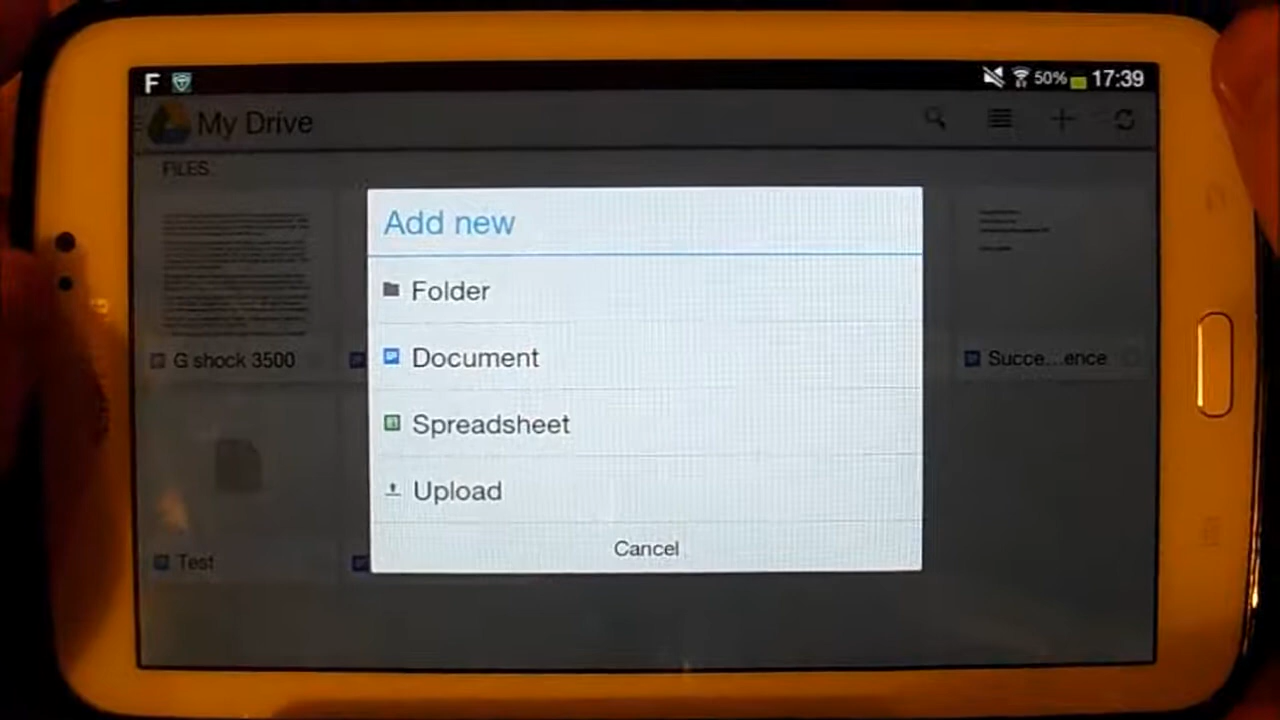 F
50% 17:39
My Drive
FILES
Add new
Folder
Document
Spreadsheet
Upload
Cancel
G shock 3500
Succe...ence
Test